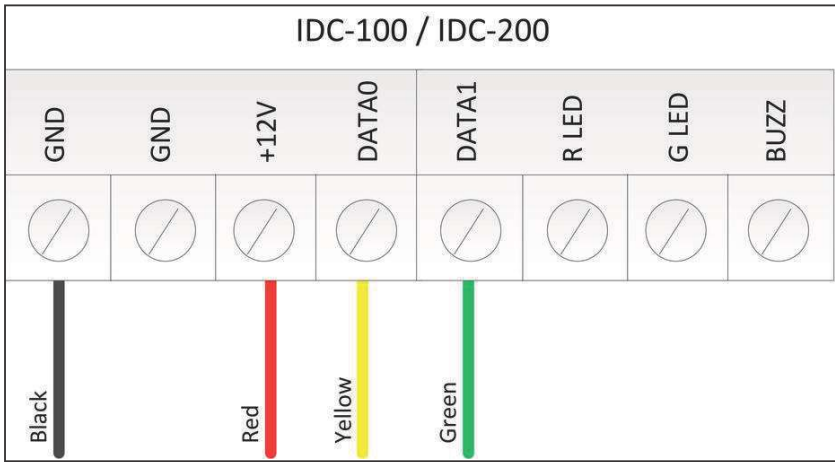 IDC-100 / IDC-200
GND
GND
+12V
DATA0
DATA1
R LED
G LED
BUZZ
Black
Red
Yellow
Green